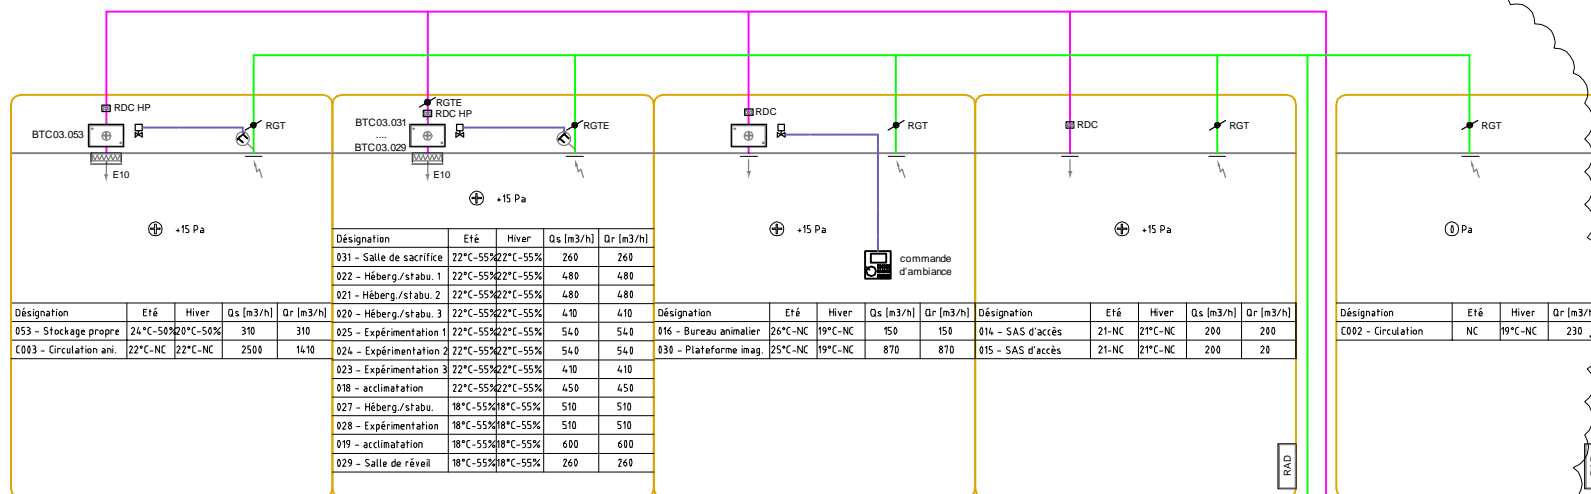 RDC HP
BTC03.053
RGT
E10
+15 Pa
Désignation Eté Hiver Qs [m3/h] Qr [m3/h]
053 - Stockage propre 24°C-50% 20°C-50% 310 310
C003 - Circulation ani. 22°C-NC 22°C-NC 2500 1410
RGTE
RDC HP
BTC03.031
....
BTC03.029
RGTE
E10
+15 Pa
Désignation Eté Hiver Qs [m3/h] Qr [m3/h]
031 - Salle de sacrifice 22°C-55% 22°C-55% 260 260
022 - Héberg./stabu. 1 22°C-55% 22°C-55% 480 480
021 - Héberg./stabu. 2 22°C-55% 22°C-55% 480 480
020 - Héberg./stabu. 3 22°C-55% 22°C-55% 410 410
025 - Expérimentation 1 22°C-55% 22°C-55% 540 540
024 - Expérimentation 2 22°C-55% 22°C-55% 540 540
023 - Expérimentation 3 22°C-55% 22°C-55% 410 410
018 - acclimatation 22°C-55% 22°C-55% 450 450
027 - Héberg./stabu. 18°C-55% 18°C-55% 510 510
028 - Expérimentation 18°C-55% 18°C-55% 510 510
019 - acclimatation 18°C-55% 18°C-55% 600 600
029 - Salle de réveil 18°C-55% 18°C-55% 260 260
RDC
RGT
+15 Pa
commande
d'ambiance
Désignation Eté Hiver Qs [m3/h] Qr [m3/h]
016 - Bureau animalier 26°C-NC 19°C-NC 150 150
030 - Plateforme imag. 25°C-NC 19°C-NC 870 870
RDC
RGT
+15 Pa
Désignation Eté Hiver Qs [m3/h] Qr [m3/h]
014 - SAS d'accès 21-NC 21°C-NC 200 200
015 - SAS d'accès 21-NC 21°C-NC 200 20
RAD
RGT
0 Pa
Désignation Eté Hiver Qr [m3/h
C002 - Circulation NC 19°C-NC 230